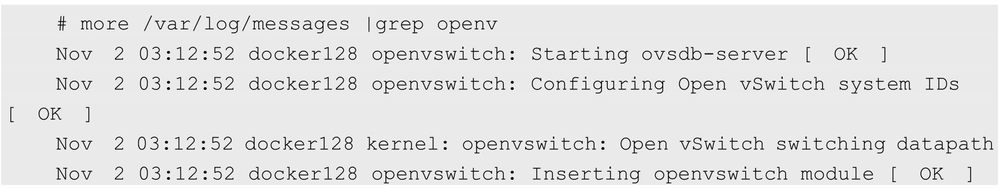 # more /var/log/messages |grep openv
Nov  2 03:12:52 docker128 openvswitch: Starting ovsdb-server [  OK  ]
Nov  2 03:12:52 docker128 openvswitch: Configuring Open vSwitch system IDs
[  OK  ]
Nov  2 03:12:52 docker128 kernel: openvswitch: Open vSwitch switching datapath
Nov  2 03:12:52 docker128 openvswitch: Inserting openvswitch module [  OK  ]